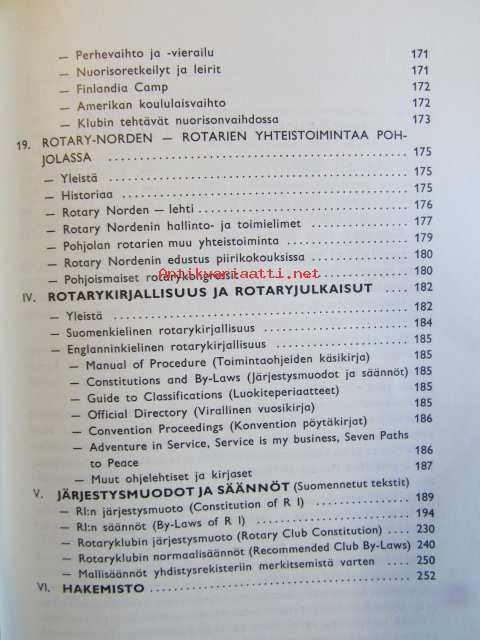 — Perhevaihto ja -vierailu 171
— Nuorisoretkeilyt ja leirit 171
— Finlandia Camp 172
— Amerikan koululaisvaihto 172
— Klubin tehtävät nuorisonvaihdossa 173
19. ROTARY-NORDEN — ROTARIEN YHTEISTOIMINTAA POH-
JOLASSA 175
— Yleistä 175
— Historiaa 175
— Rotary Norden — lehti 176
— Rotary Nordenin hallinto- ja toimielimet 177
— Pohjolan rotarien muu yhteistoiminta 179
— Rotary Nordenin edustus piirikokouksissa 180
— Pohjoismaiset rotarykongressit 180
Antikvariaatti.net
IV. ROTARYKIRJALLISUUS JA ROTARYJULKAISUT 182
— Yleistä 182
— Suomenkielinen rotarykirjallisuus 184
— Englanninkielinen rotarykirjallisuus 185
— Manual of Procedure (Toimintaohjeiden käsikirja) 185
— Constitutions and By-Laws (Järjestysmuodot ja säännöt) 185
— Guide to Classifications (Luokiteperiaatteet) 185
— Official Directory (Virallinen vuosikirja) 185
— Convention Proceedings (Konvention pöytäkirjat) 186
— Adventure in Service, Service is my business, Seven Paths
to Peace 186
— Muut ohjelehtiset ja kirjaset 187
V. JÄRJESTYSMUODOT JA SÄÄNNÖT (Suomennetut tekstit)
— RI:n järjestysmuoto (Constitution of R I) 189
— RI:n säännöt (By-Laws of R I) 194
— Rotaryklubin järjestysmuoto (Rotary Club Constitution) 230
— Rotaryklubin normaalisäännöt (Recommended Club By-Laws) 240
— Mallisäännöt yhdistysrekisteriin merkitsemistä varten 250
VI. HAKEMISTO 252